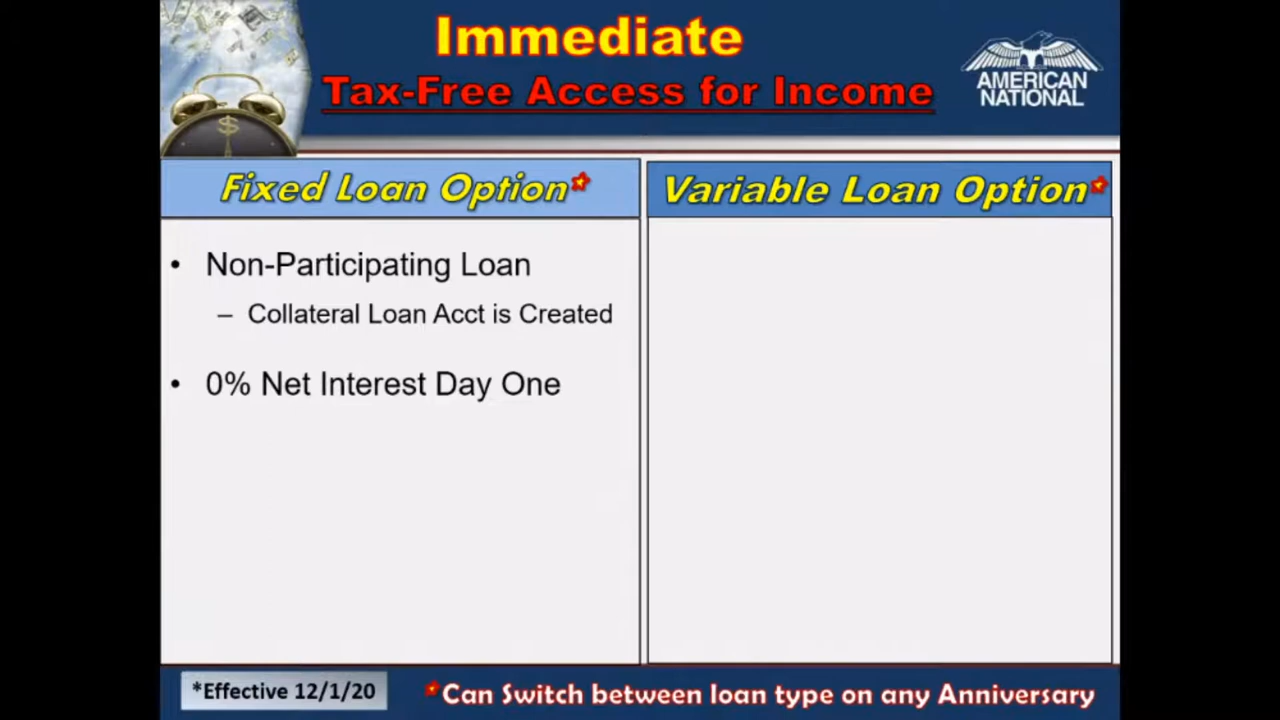 Immediate
Tax-Free Access for Income
AMERICAN
NATIONAL
$
Fixed Loan Option*
• Non-Participating Loan
– Collateral Loan Acct is Created
• 0% Net Interest Day One
Variable Loan Option*
*Effective 12/1/20
*Can Switch between loan type on any Anniversary